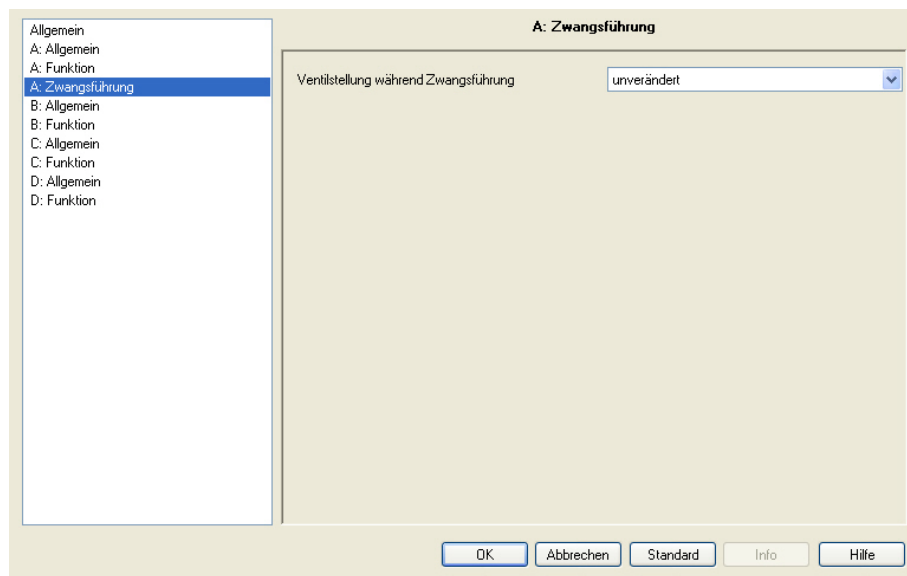 Allgemein
A: Allgemein
A: Funktion
A: Zwangsführung
B: Allgemein
B: Funktion
C: Allgemein
C: Funktion
D: Allgemein
D: Funktion
A: Zwangsführung
Ventilstellung während Zwangsführung
unverändert
OK
Abbrechen
Standard
Info
Hilfe